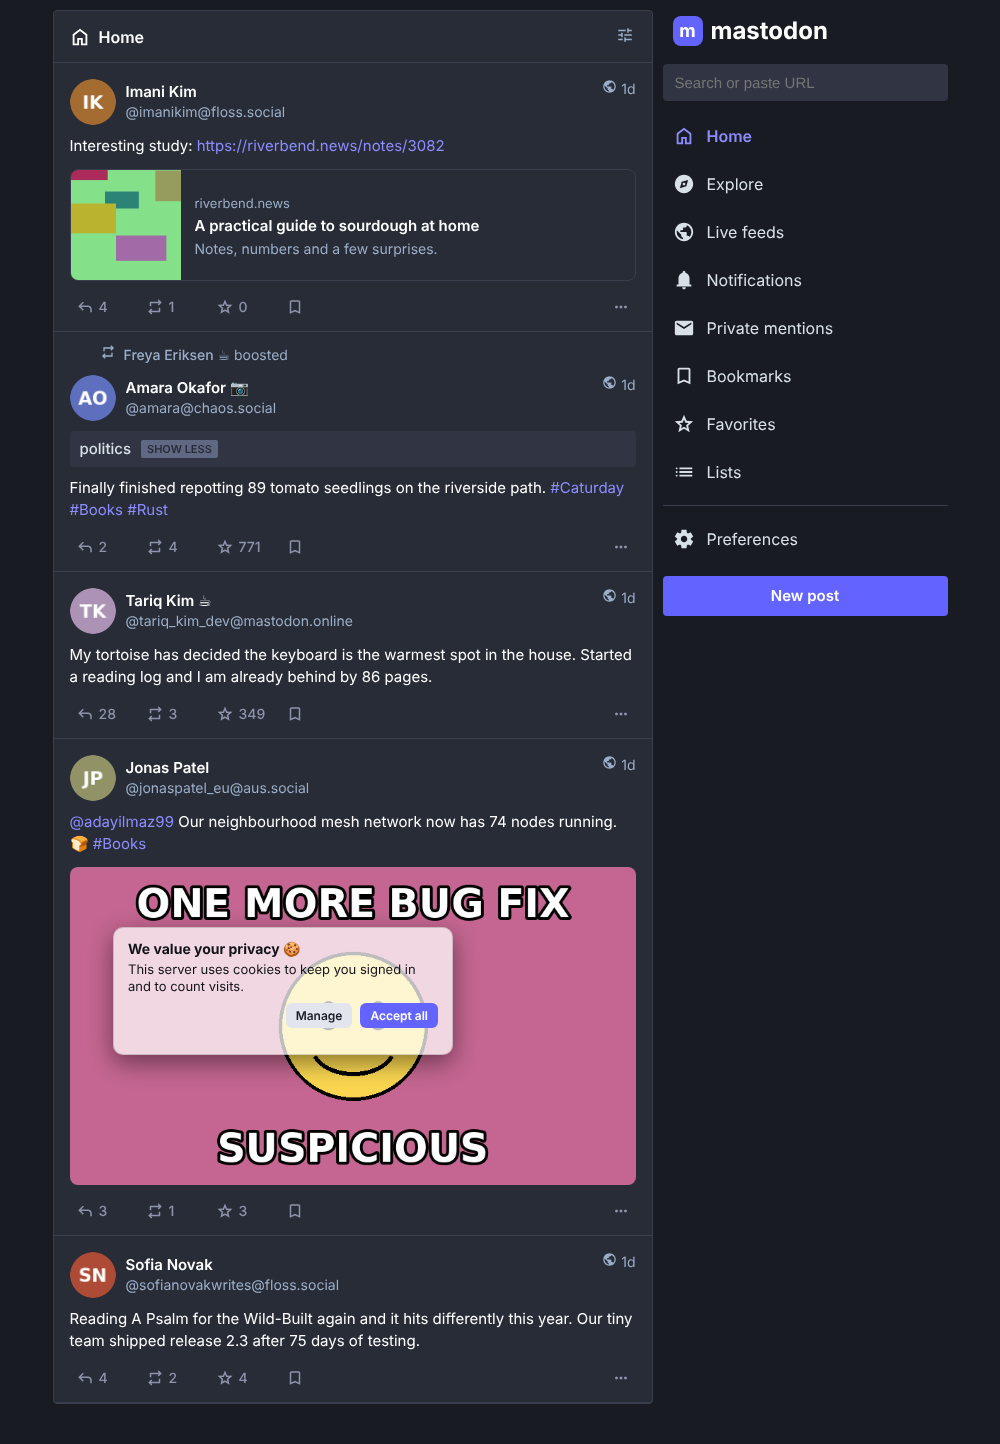 Home
IK
Imani Kim
1d
@imanikim@floss.social
Interesting study: https://riverbend.news/notes/3082
riverbend.news
A practical guide to sourdough at home
Notes, numbers and a few surprises.
4 1 0
Freya Eriksen ☕ boosted
AO
Amara Okafor 📷
1d
@amara@chaos.social
politics SHOW LESS
Finally finished repotting 89 tomato seedlings on the riverside path. #Caturday
#Books #Rust
2 4 771
TK
Tariq Kim ☕
1d
@tariq_kim_dev@mastodon.online
My tortoise has decided the keyboard is the warmest spot in the house. Started
a reading log and I am already behind by 86 pages.
28 3 349
JP
Jonas Patel
1d
@jonaspatel_eu@aus.social
@adayilmaz99 Our neighbourhood mesh network now has 74 nodes running.
🍞 #Books
ONE MORE BUG FIX
We value your privacy 🍪
This server uses cookies to keep you signed in
and to count visits.
Manage Accept all
SUSPICIOUS
3 1 3
SN
Sofia Novak
1d
@sofianovakwrites@floss.social
Reading A Psalm for the Wild-Built again and it hits differently this year. Our tiny
team shipped release 2.3 after 75 days of testing.
4 2 4
m mastodon
Search or paste URL
Home
Explore
Live feeds
Notifications
Private mentions
Bookmarks
Favorites
Lists
Preferences
New post